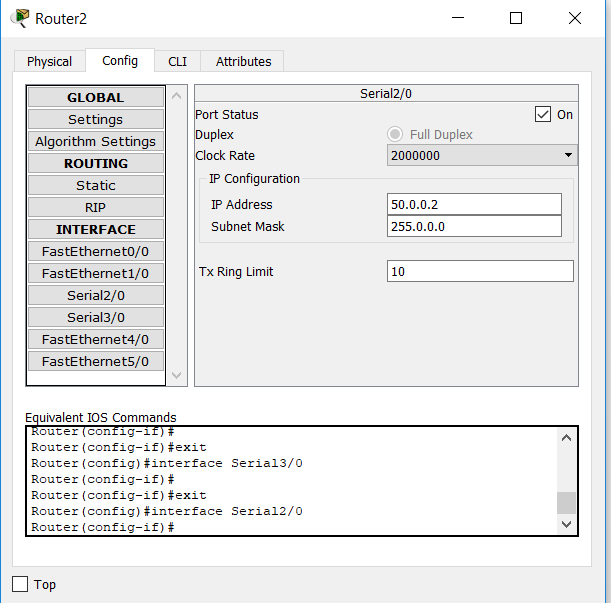 Router2
Physical
Config
CLI
Attributes
GLOBAL
Settings
Algorithm Settings
ROUTING
Static
RIP
INTERFACE
FastEthernet0/0
FastEthernet1/0
Serial2/0
Serial3/0
FastEthernet4/0
FastEthernet5/0
Serial2/0
Port Status On
Duplex Full Duplex
Clock Rate 2000000
IP Configuration
IP Address 50.0.0.2
Subnet Mask 255.0.0.0
Tx Ring Limit 10
Equivalent IOS Commands
Router(config-if)#
Router(config-if)#exit
Router(config)#interface Serial3/0
Router(config-if)#
Router(config-if)#exit
Router(config)#interface Serial2/0
Router(config-if)#
Top